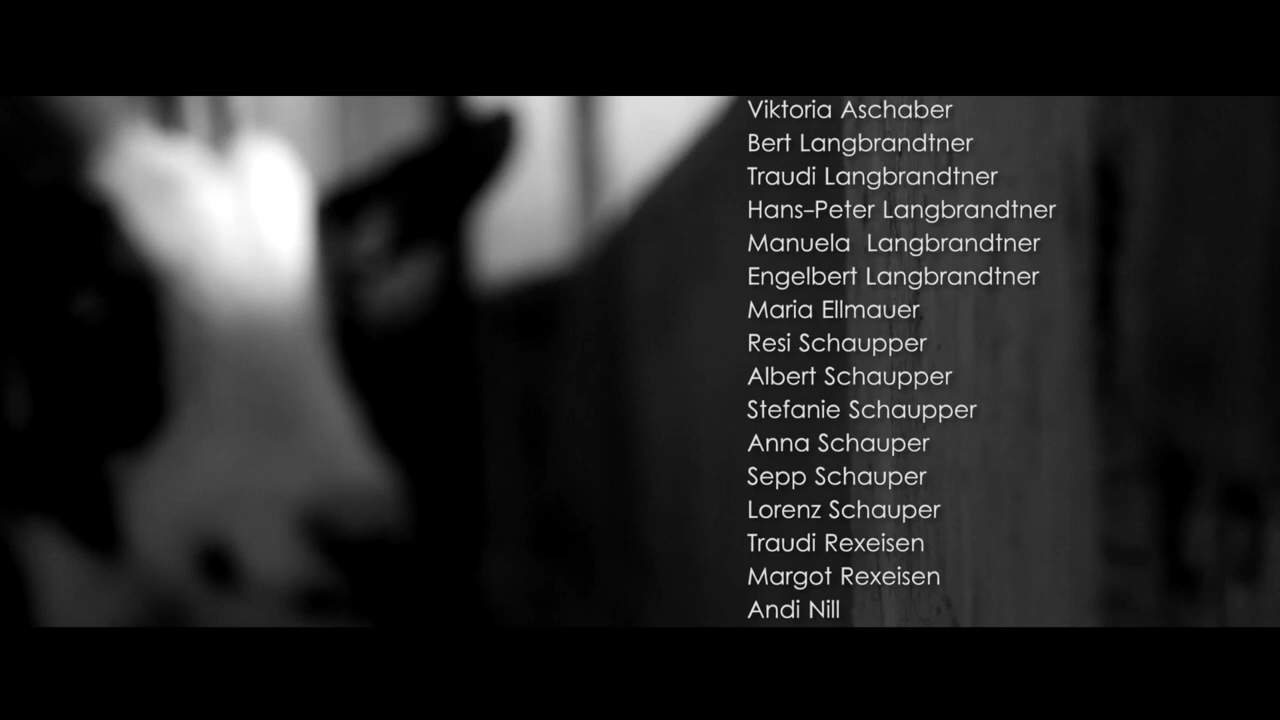 Viktoria Aschaber
Bert Langbrandtner
Traudi Langbrandtner
Hans-Peter Langbrandtner
Manuela  Langbrandtner
Engelbert Langbrandtner
Maria Ellmauer
Resi Schaupper
Albert Schaupper
Stefanie Schaupper
Anna Schauper
Sepp Schauper
Lorenz Schauper
Traudi Rexeisen
Margot Rexeisen
Andi Nill